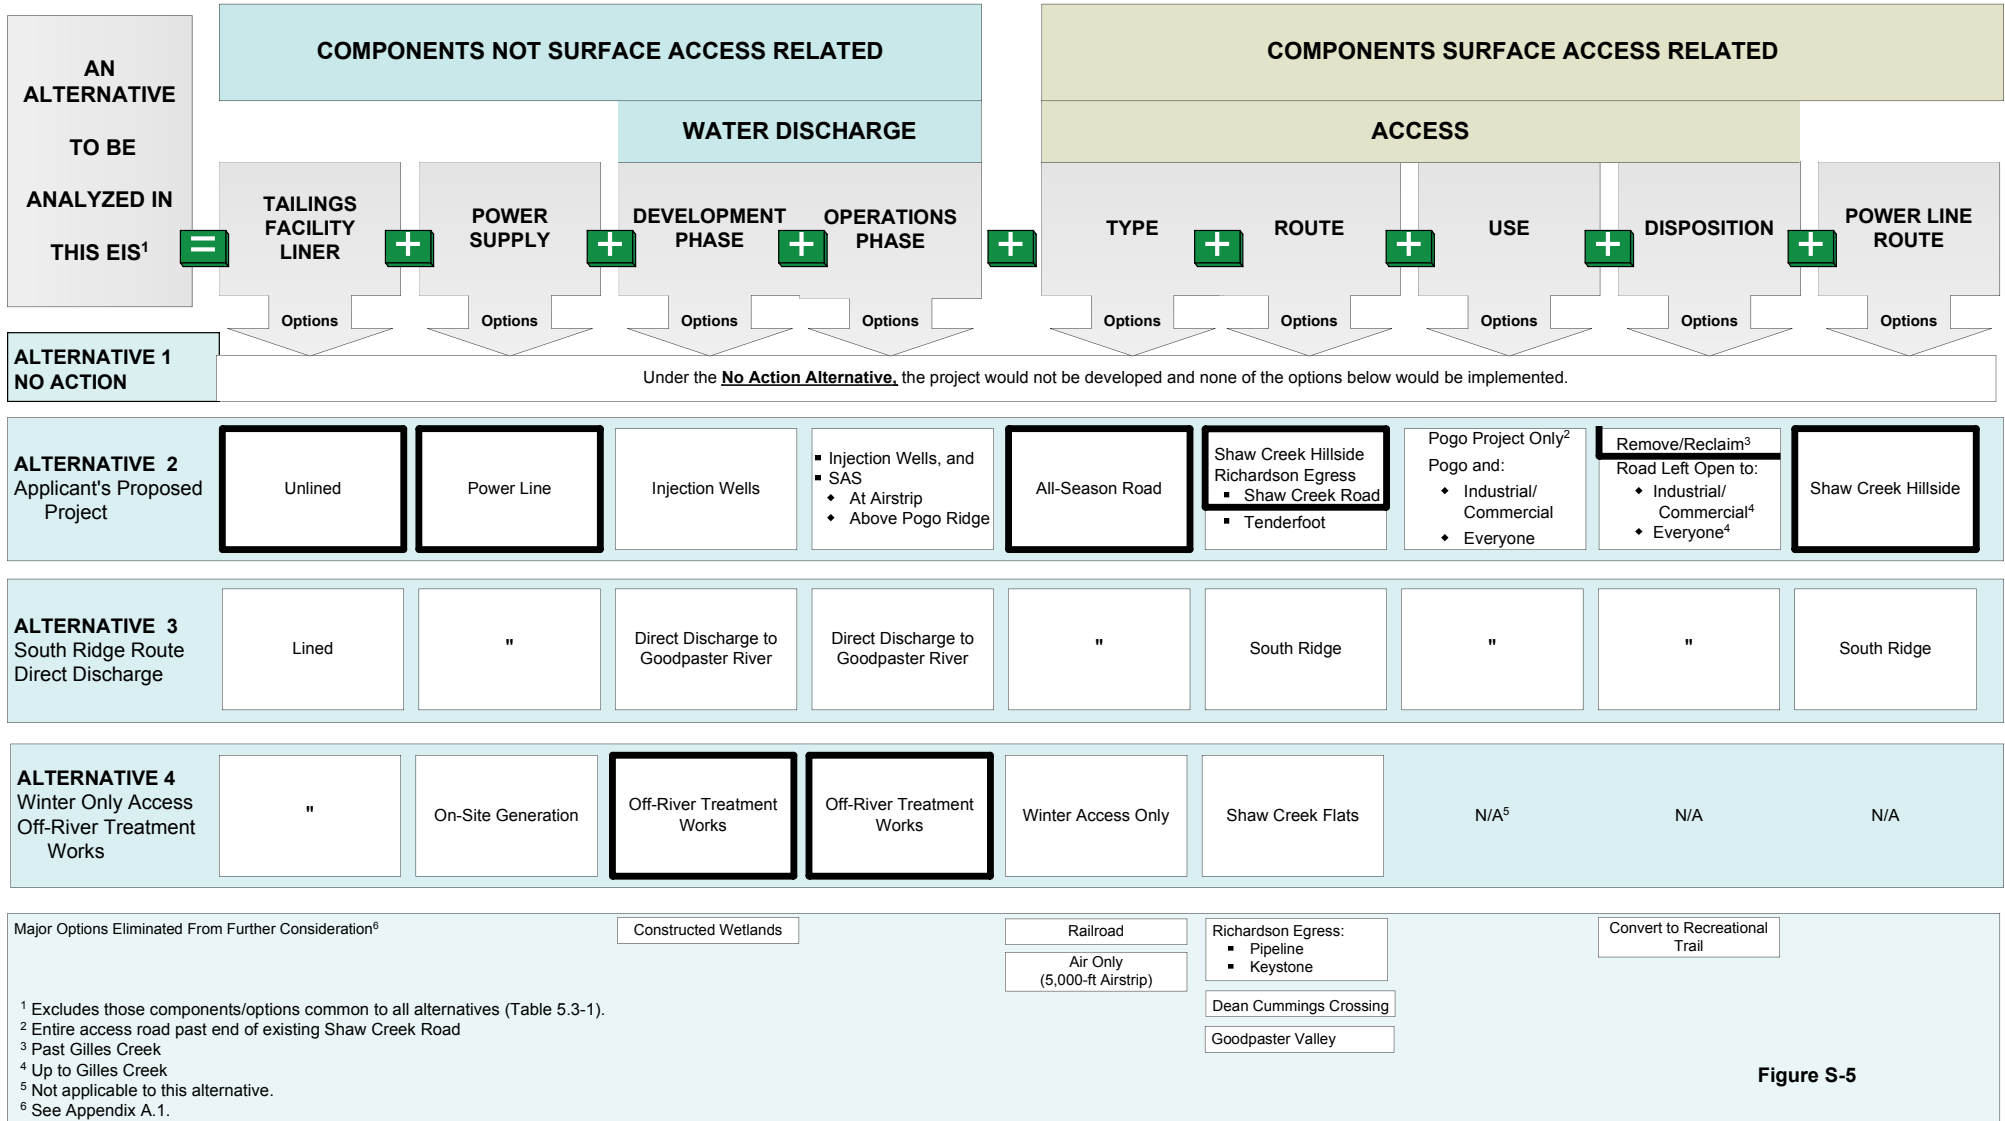 AN
ALTERNATIVE
TO BE
ANALYZED IN
THIS EIS1
COMPONENTS NOT SURFACE ACCESS RELATED
COMPONENTS SURFACE ACCESS RELATED
WATER DISCHARGE
ACCESS
=
TAILINGS
FACILITY
LINER
+
POWER
SUPPLY
+
DEVELOPMENT
PHASE
+
OPERATIONS
PHASE
+
TYPE
+
ROUTE
+
USE
+
DISPOSITION
+
POWER LINE
ROUTE
Options
Options
Options
Options
Options
Options
Options
Options
Options
ALTERNATIVE 1
NO ACTION
Under the No Action Alternative, the project would not be developed and none of the options below would be implemented.
ALTERNATIVE 2
Applicant's Proposed
Project
Unlined
Power Line
Injection Wells
▪ Injection Wells, and
▪ SAS
◆ At Airstrip
◆ Above Pogo Ridge
All-Season Road
Shaw Creek Hillside
Richardson Egress
▪ Shaw Creek Road
▪ Tenderfoot
Pogo Project Only2
Pogo and:
◆ Industrial/
Commercial
◆ Everyone
Remove/Reclaim3
Road Left Open to:
◆ Industrial/
Commercial4
◆ Everyone4
Shaw Creek Hillside
ALTERNATIVE 3
South Ridge Route
Direct Discharge
Lined
"
Direct Discharge to
Goodpaster River
Direct Discharge to
Goodpaster River
"
South Ridge
"
"
South Ridge
ALTERNATIVE 4
Winter Only Access
Off-River Treatment
Works
"
On-Site Generation
Off-River Treatment
Works
Off-River Treatment
Works
Winter Access Only
Shaw Creek Flats
N/A5
N/A
N/A
Major Options Eliminated From Further Consideration6
Constructed Wetlands
Railroad
Air Only
(5,000-ft Airstrip)
Richardson Egress:
▪ Pipeline
▪ Keystone
Dean Cummings Crossing
Goodpaster Valley
Convert to Recreational
Trail
1 Excludes those components/options common to all alternatives (Table 5.3-1).
2 Entire access road past end of existing Shaw Creek Road
3 Past Gilles Creek
4 Up to Gilles Creek
5 Not applicable to this alternative.
6 See Appendix A.1.
Figure S-5